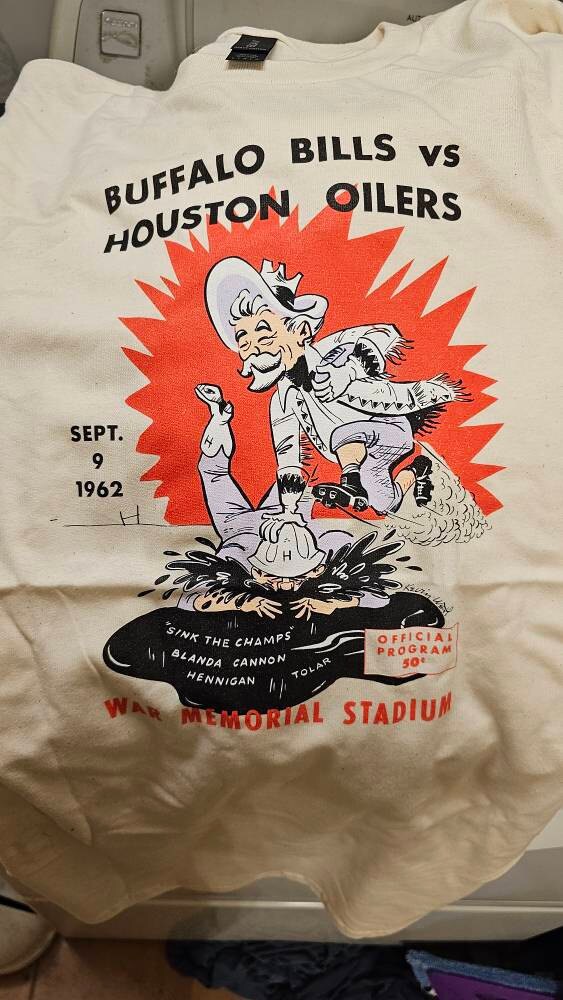 BUFFALO BILLS VS
HOUSTON OILERS
SEPT.
9
1962
H
H
H
"SINK THE CHAMPS"
BLANDA CANNON
HENNIGAN
TOLAR
OFFICIAL
PROGRAM
50¢
WAR MEMORIAL STADIUM